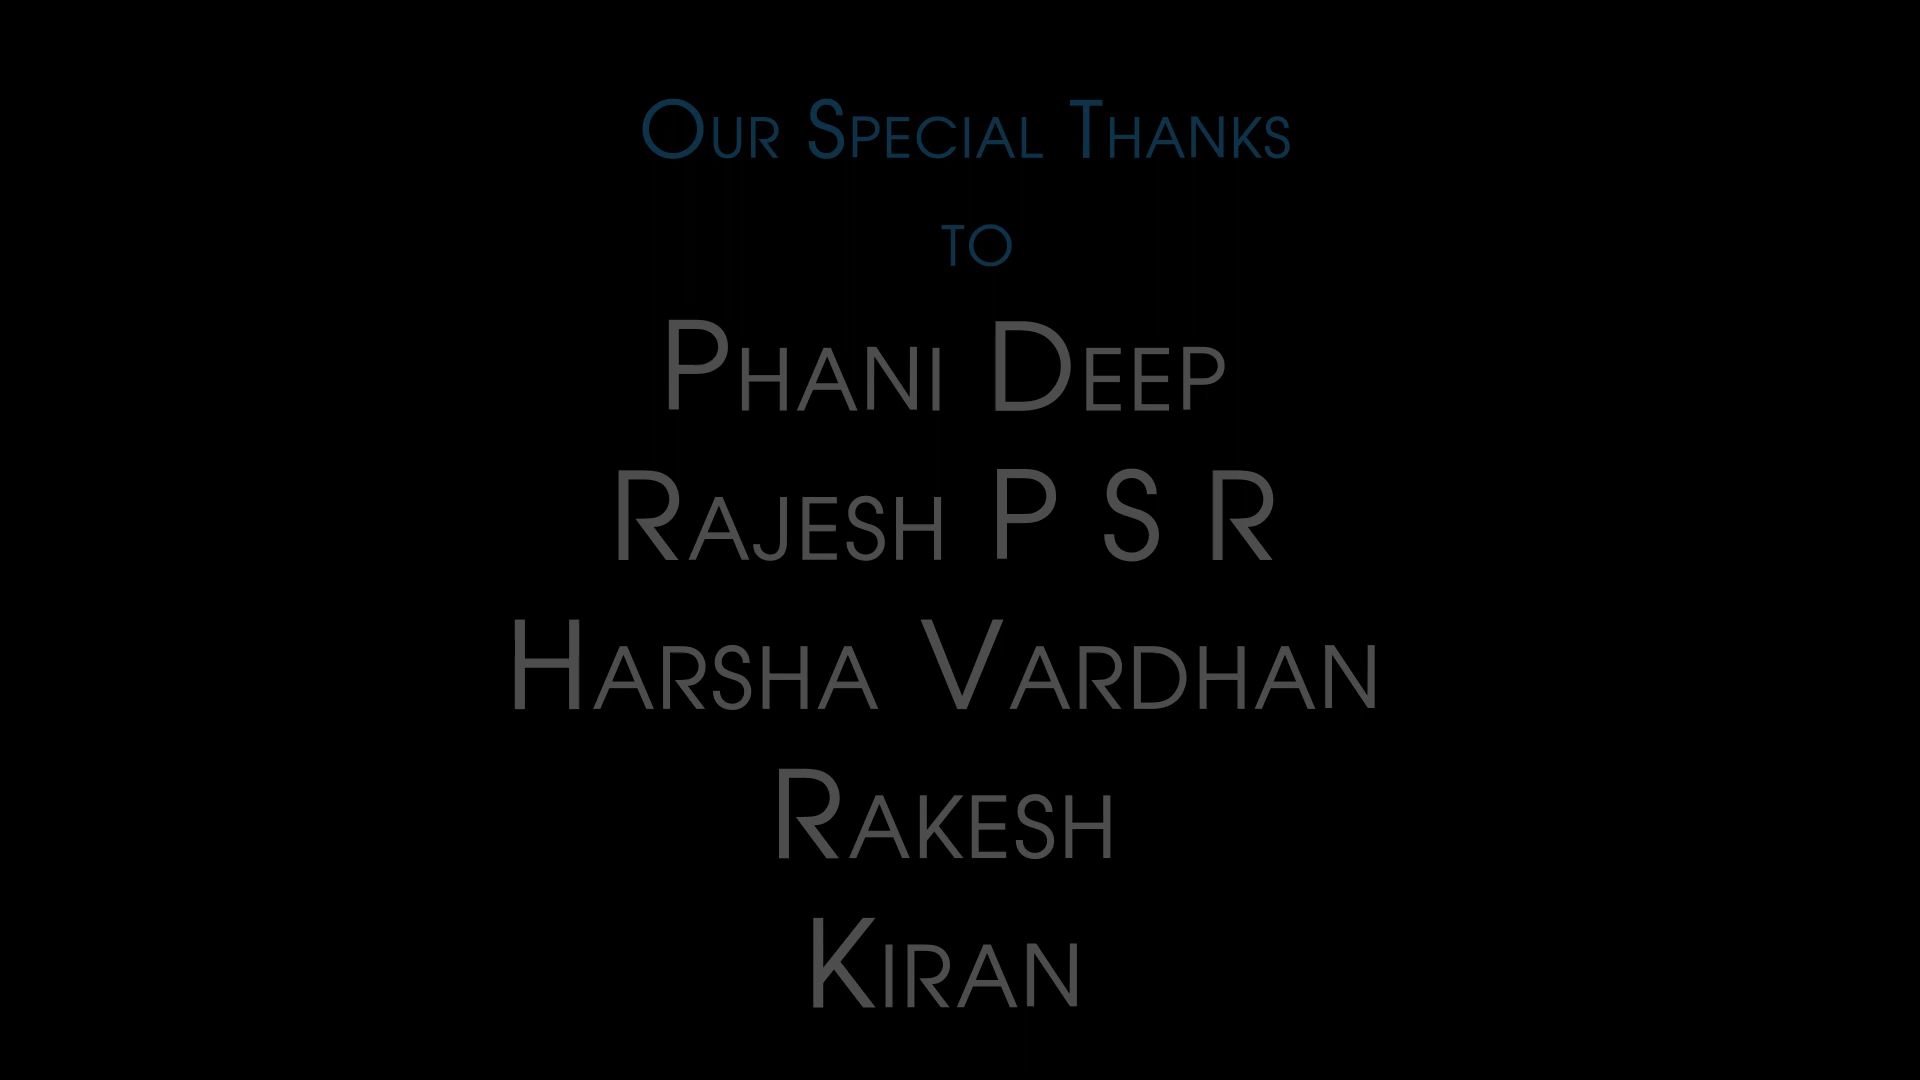 Our Special Thanks
to
Phani Deep
Rajesh P S R
Harsha Vardhan
Rakesh
Kiran